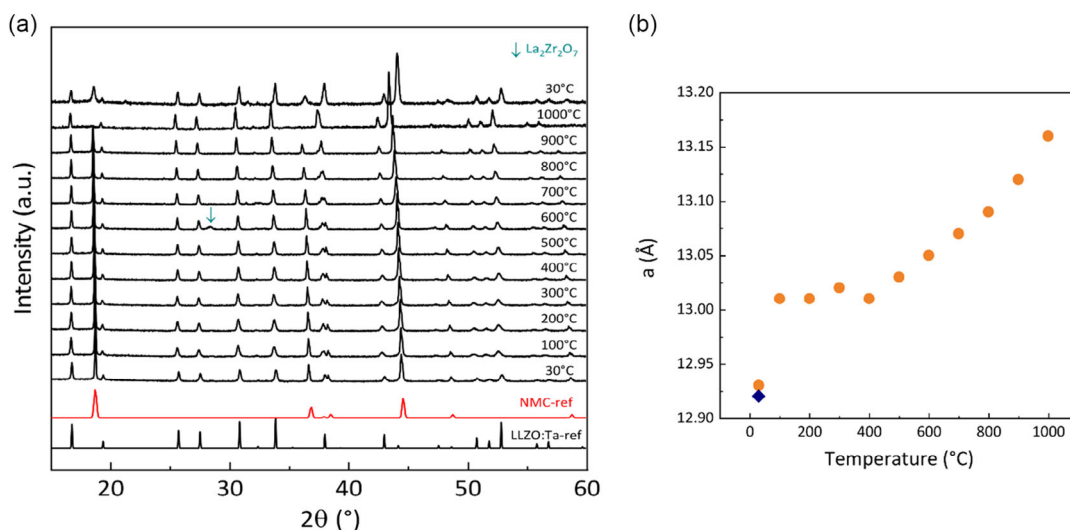 (a)
↓ La₂Zr₂O₇
30°C
1000°C
900°C
800°C
700°C
600°C
500°C
400°C
300°C
200°C
100°C
30°C
NMC-ref
LLZO:Ta-ref
Intensity (a.u.)
20 30 40 50 60
2θ (°)
(b)
13.20
13.15
13.10
13.05
13.00
12.95
12.90
a (Å)
0 200 400 600 800 1000
Temperature (°C)